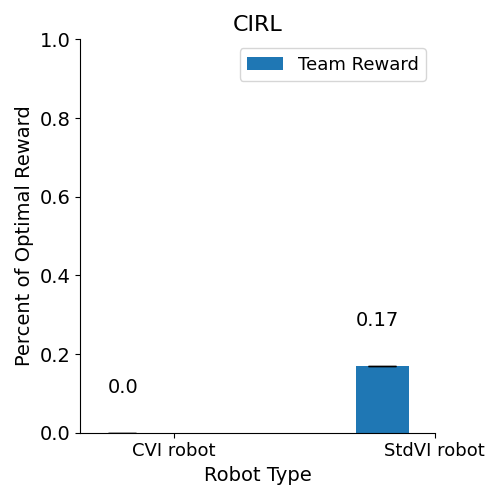 CIRL
Team Reward
Percent of Optimal Reward
1.0
0.8
0.6
0.4
0.2
0.0
0.0
0.17
CVI robot
StdVI robot
Robot Type